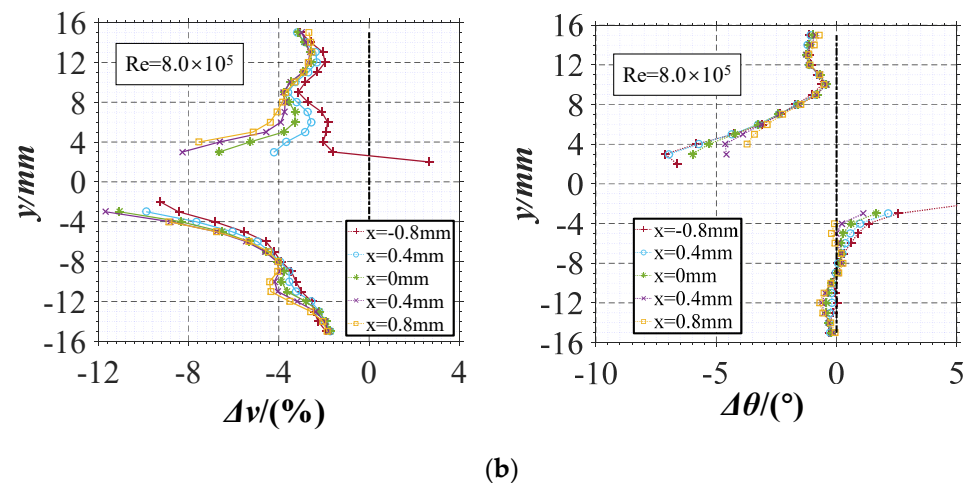 16
12
8
4
0
-4
-8
-12
-16
y/mm
Re=8.0×10⁵
x=-0.8mm
x=0.4mm
x=0mm
x=0.4mm
x=0.8mm
-12 -8 -4 0 4
Δv/(%)
16
12
8
4
0
-4
-8
-12
-16
y/mm
Re=8.0×10⁵
x=-0.8mm
x=0.4mm
x=0mm
x=0.4mm
x=0.8mm
-10 -5 0 5
Δθ/(°)
(b)